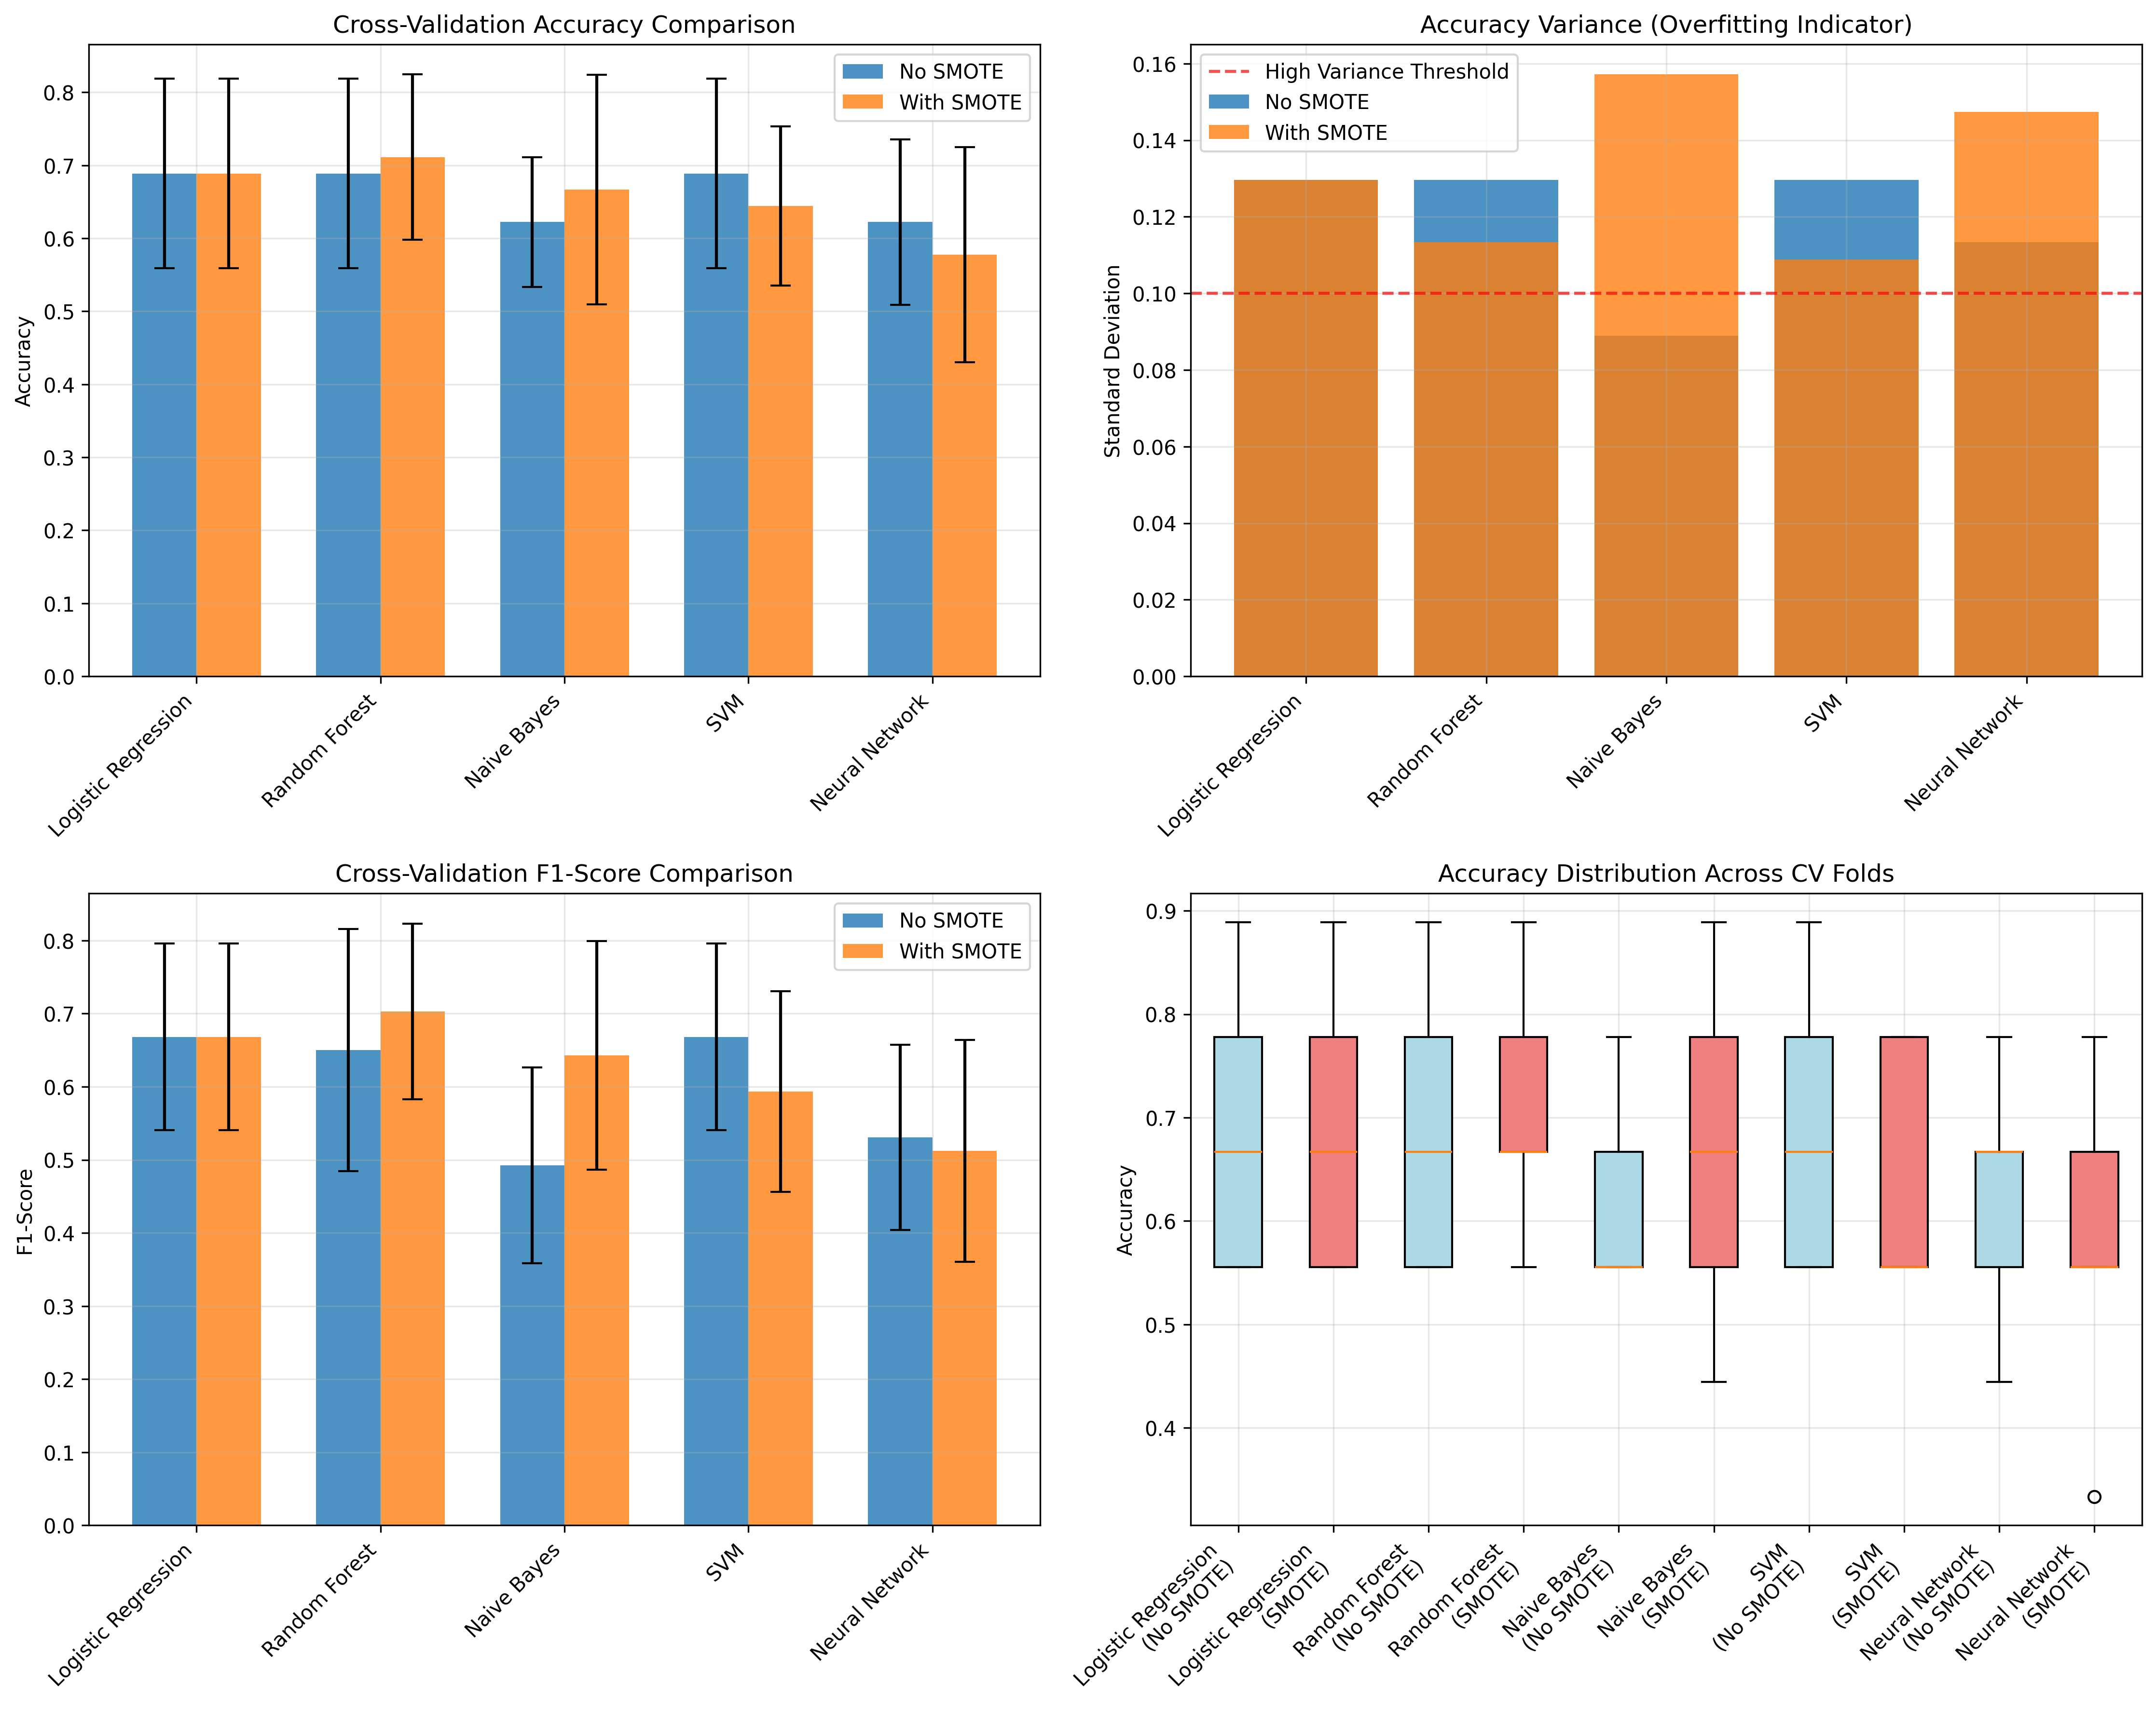 Cross-Validation Accuracy Comparison
Accuracy
0.8
0.7
0.6
0.5
0.4
0.3
0.2
0.1
0.0
No SMOTE
With SMOTE
Logistic Regression
Random Forest
Naive Bayes
SVM
Neural Network
Accuracy Variance (Overfitting Indicator)
Standard Deviation
0.16
0.14
0.12
0.10
0.08
0.06
0.04
0.02
0.00
High Variance Threshold
No SMOTE
With SMOTE
Logistic Regression
Random Forest
Naive Bayes
SVM
Neural Network
Cross-Validation F1-Score Comparison
F1-Score
0.8
0.7
0.6
0.5
0.4
0.3
0.2
0.1
0.0
No SMOTE
With SMOTE
Logistic Regression
Random Forest
Naive Bayes
SVM
Neural Network
Accuracy Distribution Across CV Folds
Accuracy
0.9
0.8
0.7
0.6
0.5
0.4
Logistic Regression
(No SMOTE)
Logistic Regression
(SMOTE)
Random Forest
(No SMOTE)
Random Forest
(SMOTE)
Naive Bayes
(No SMOTE)
Naive Bayes
(SMOTE)
SVM
(No SMOTE)
SVM
(SMOTE)
Neural Network
(No SMOTE)
Neural Network
(SMOTE)